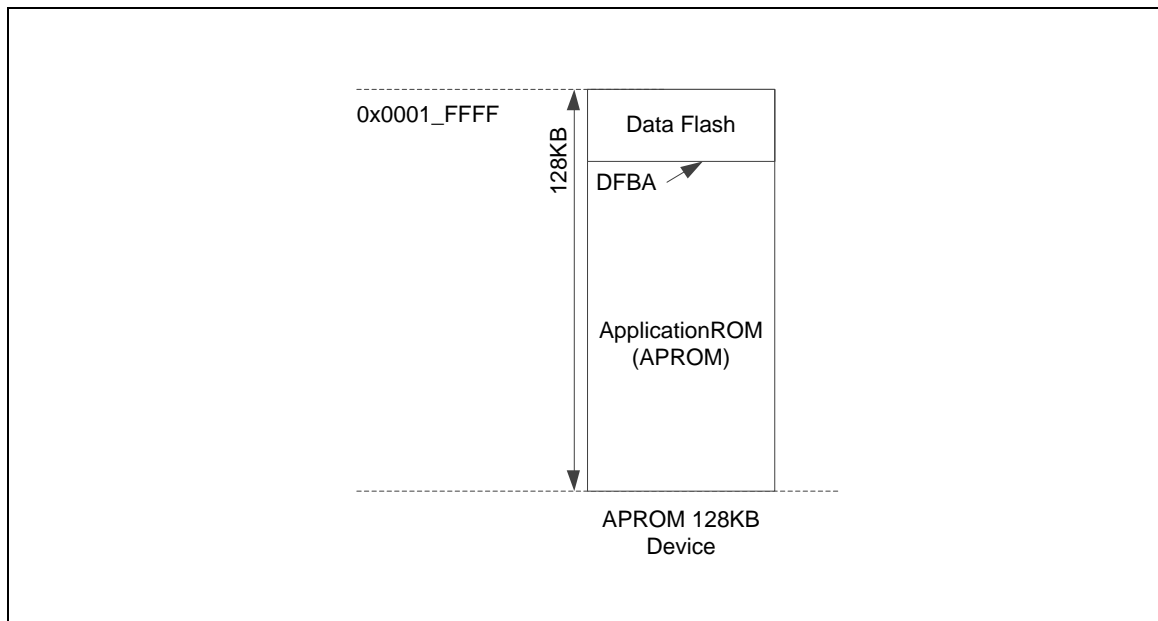 0x0001_FFFF
128KB
Data Flash
DFBA
ApplicationROM
(APROM)
APROM 128KB
Device